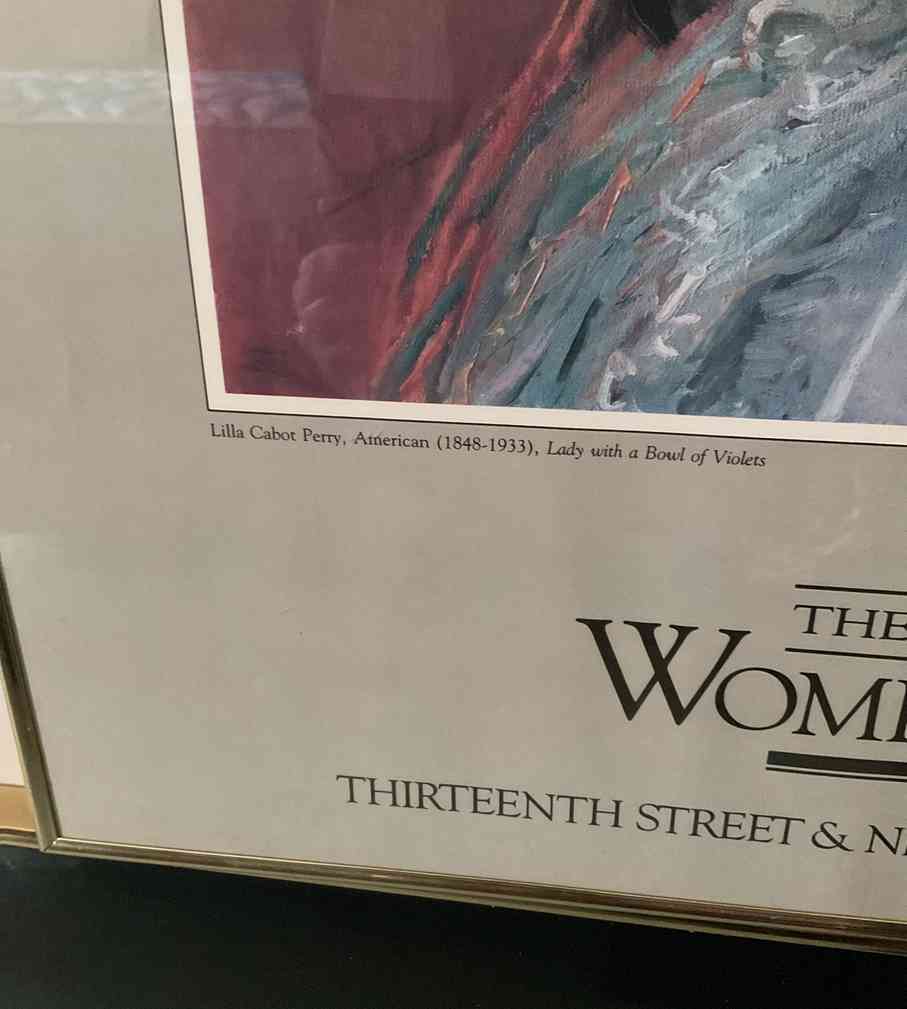 Lilla Cabot Perry, American (1848-1933), Lady with a Bowl of Violets
THE
WOM
THIRTEENTH STREET & N